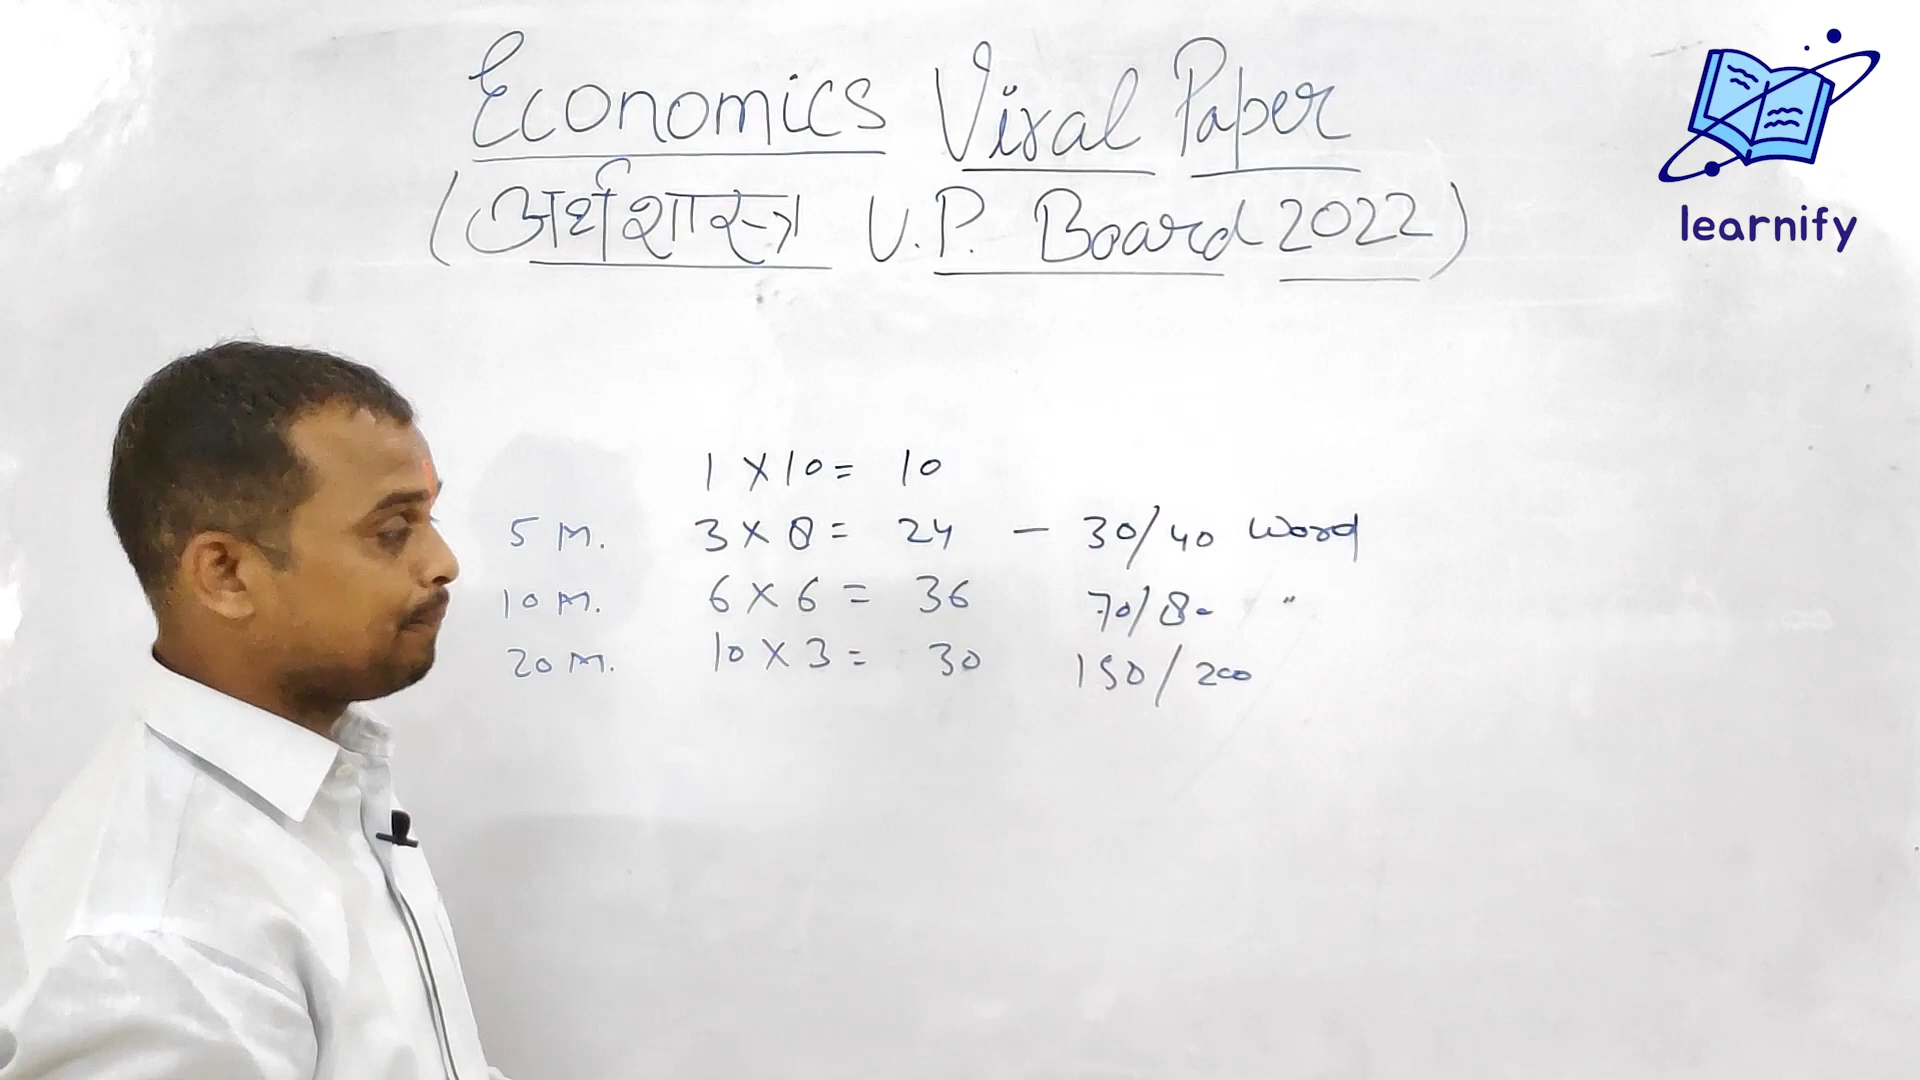 Economics Viral Paper
(अर्थशास्त्र U.P. Board 2022)
learnify
1 X 10 = 10
5 M. 3 X 8 = 24 - 30/40 Word
10 M. 6 X 6 = 36 70/80 "
20 M. 10 X 3 = 30 150/200